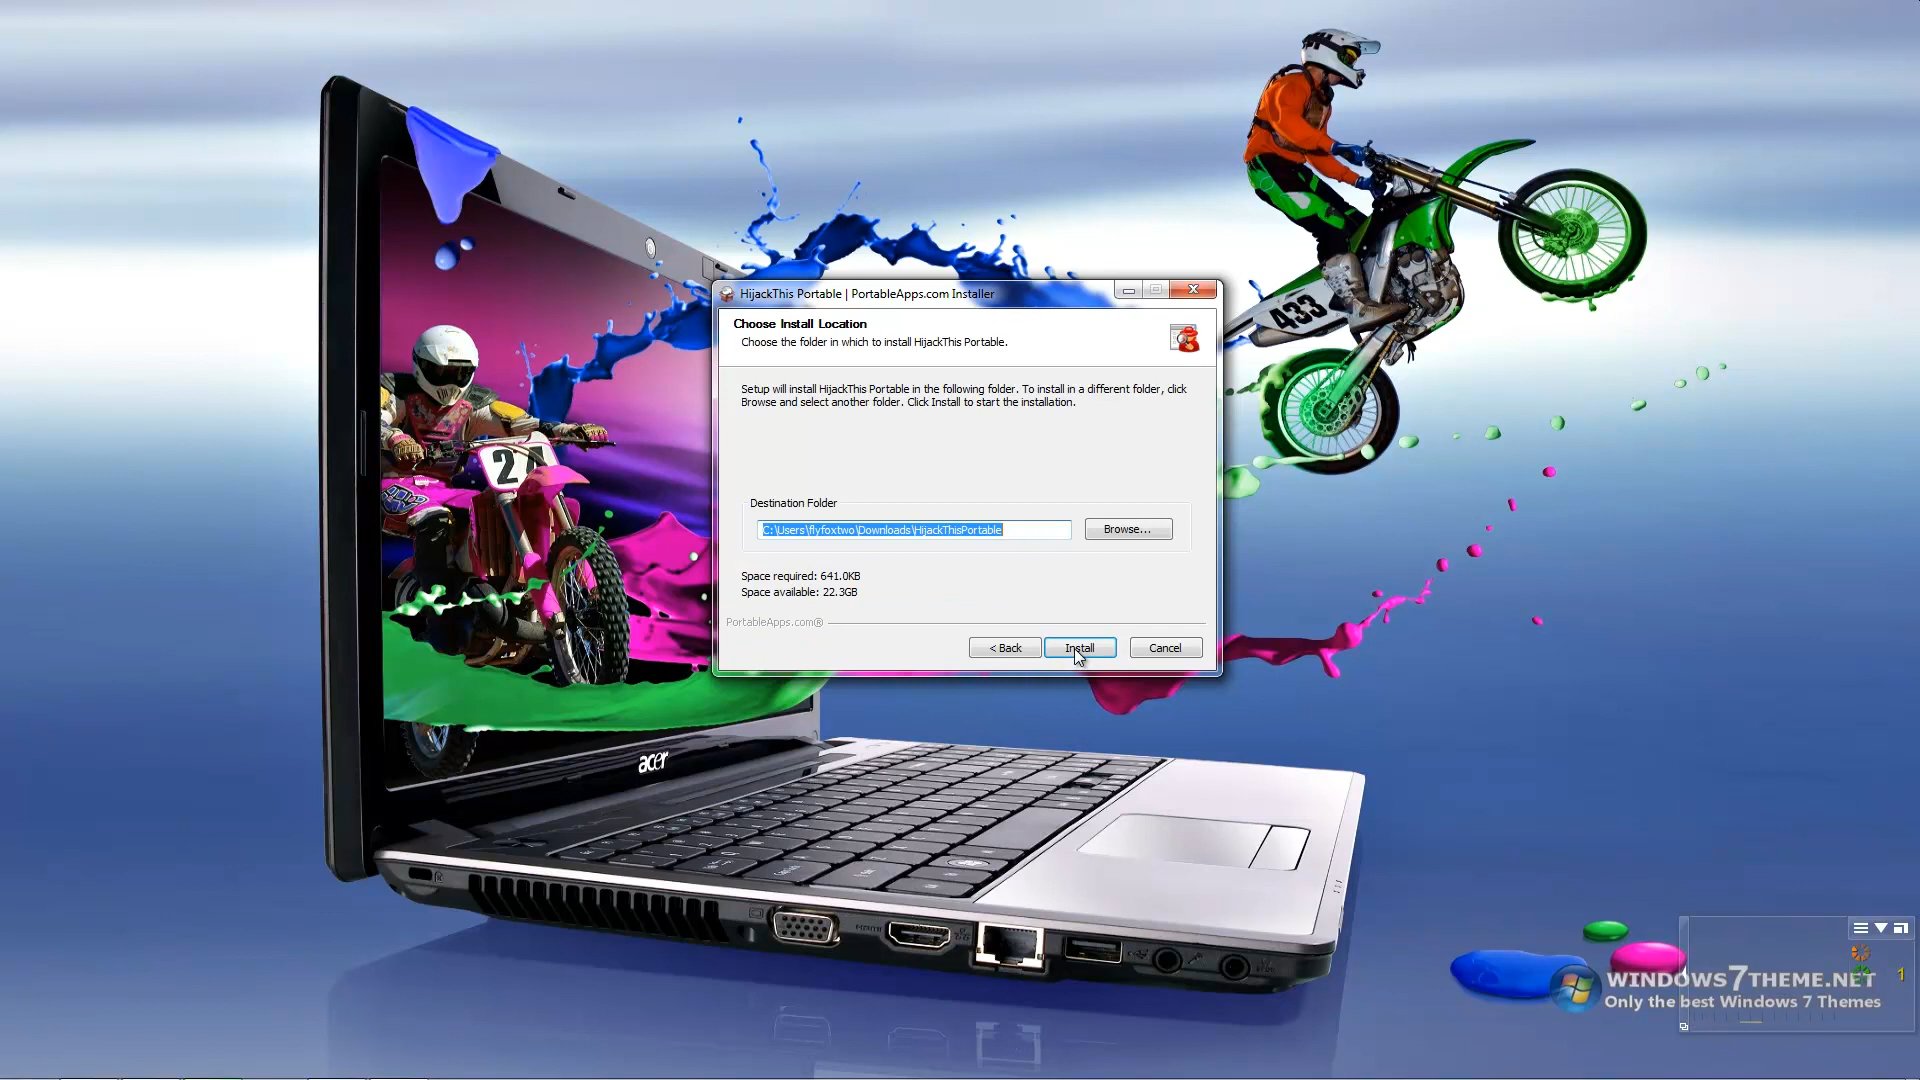 433
HijackThis Portable | PortableApps.com Installer
Choose Install Location
Choose the folder in which to install HijackThis Portable.
Setup will install HijackThis Portable in the following folder. To install in a different folder, click
Browse and select another folder. Click Install to start the installation.
24
Destination Folder
C:\Users\flyfoxtwo\Downloads\HijackThisPortable
Browse...
Space required: 641.0KB
Space available: 22.3GB
PortableApps.com®
< Back
Install
Cancel
acer
HDMI
1
WINDOWS7THEME.NET
Only the best Windows 7 Themes